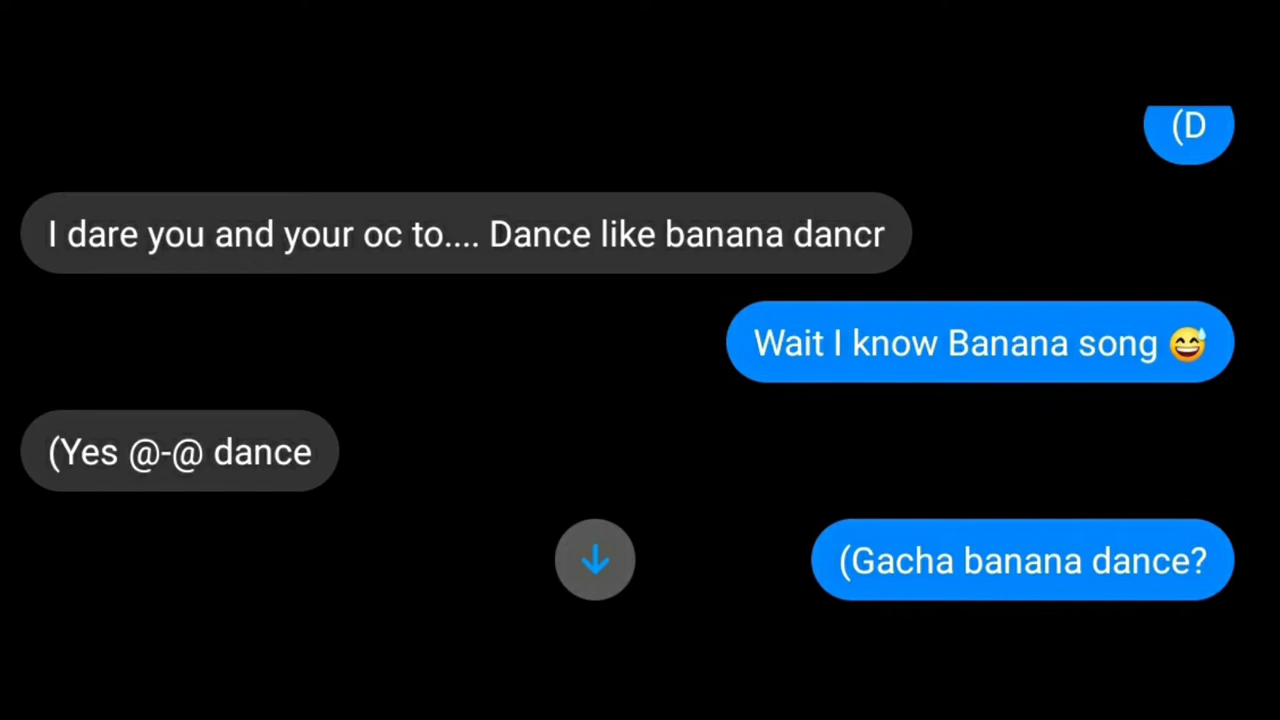 (D
I dare you and your oc to.... Dance like banana dancr
Wait I know Banana song 😅
(Yes @-@ dance
(Gacha banana dance?